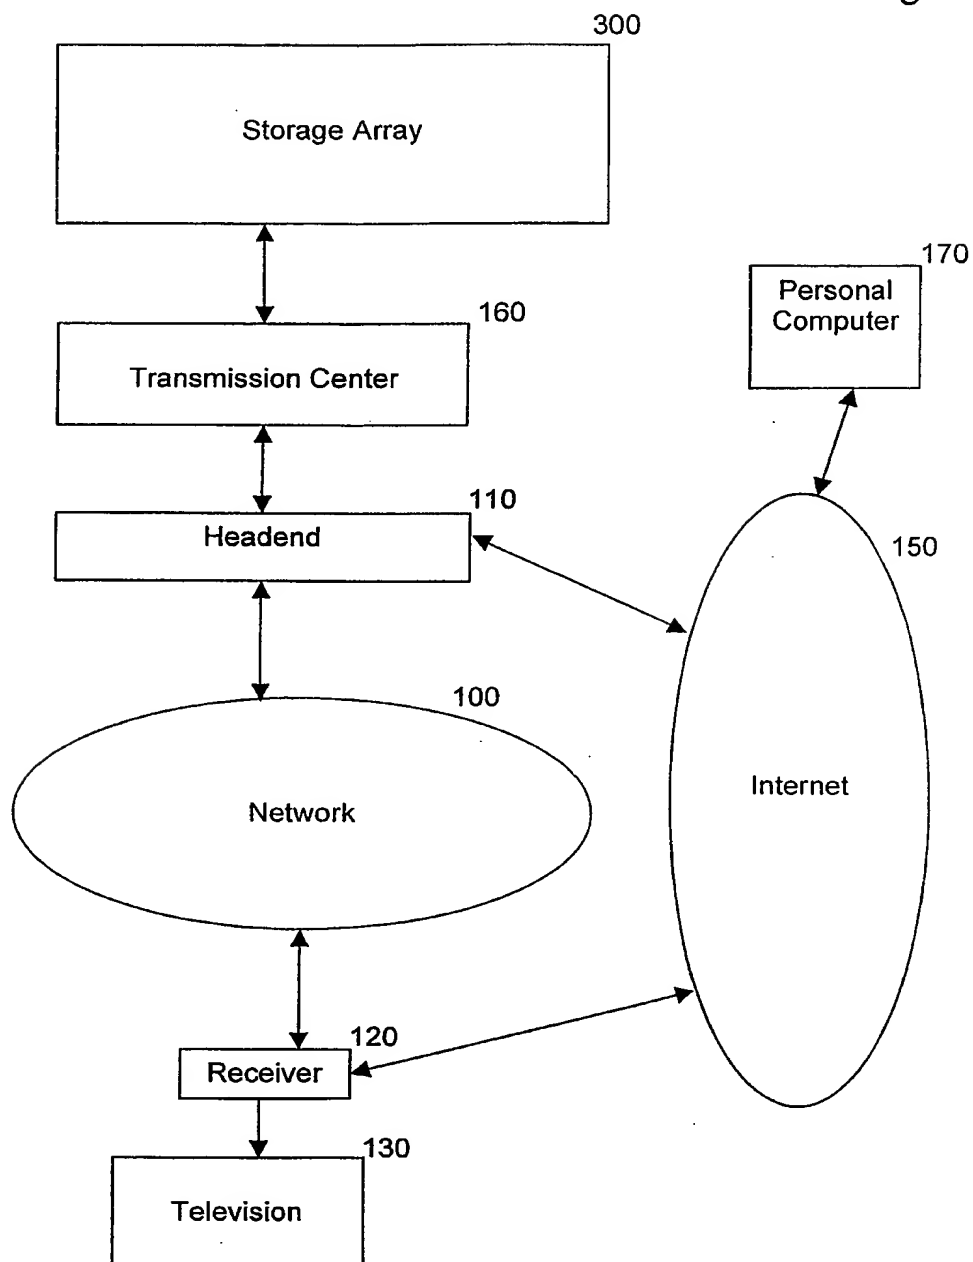 300
Storage Array
170
Personal
Computer
160
Transmission Center
110
Headend
150
100
Internet
Network
120
Receiver
130
Television